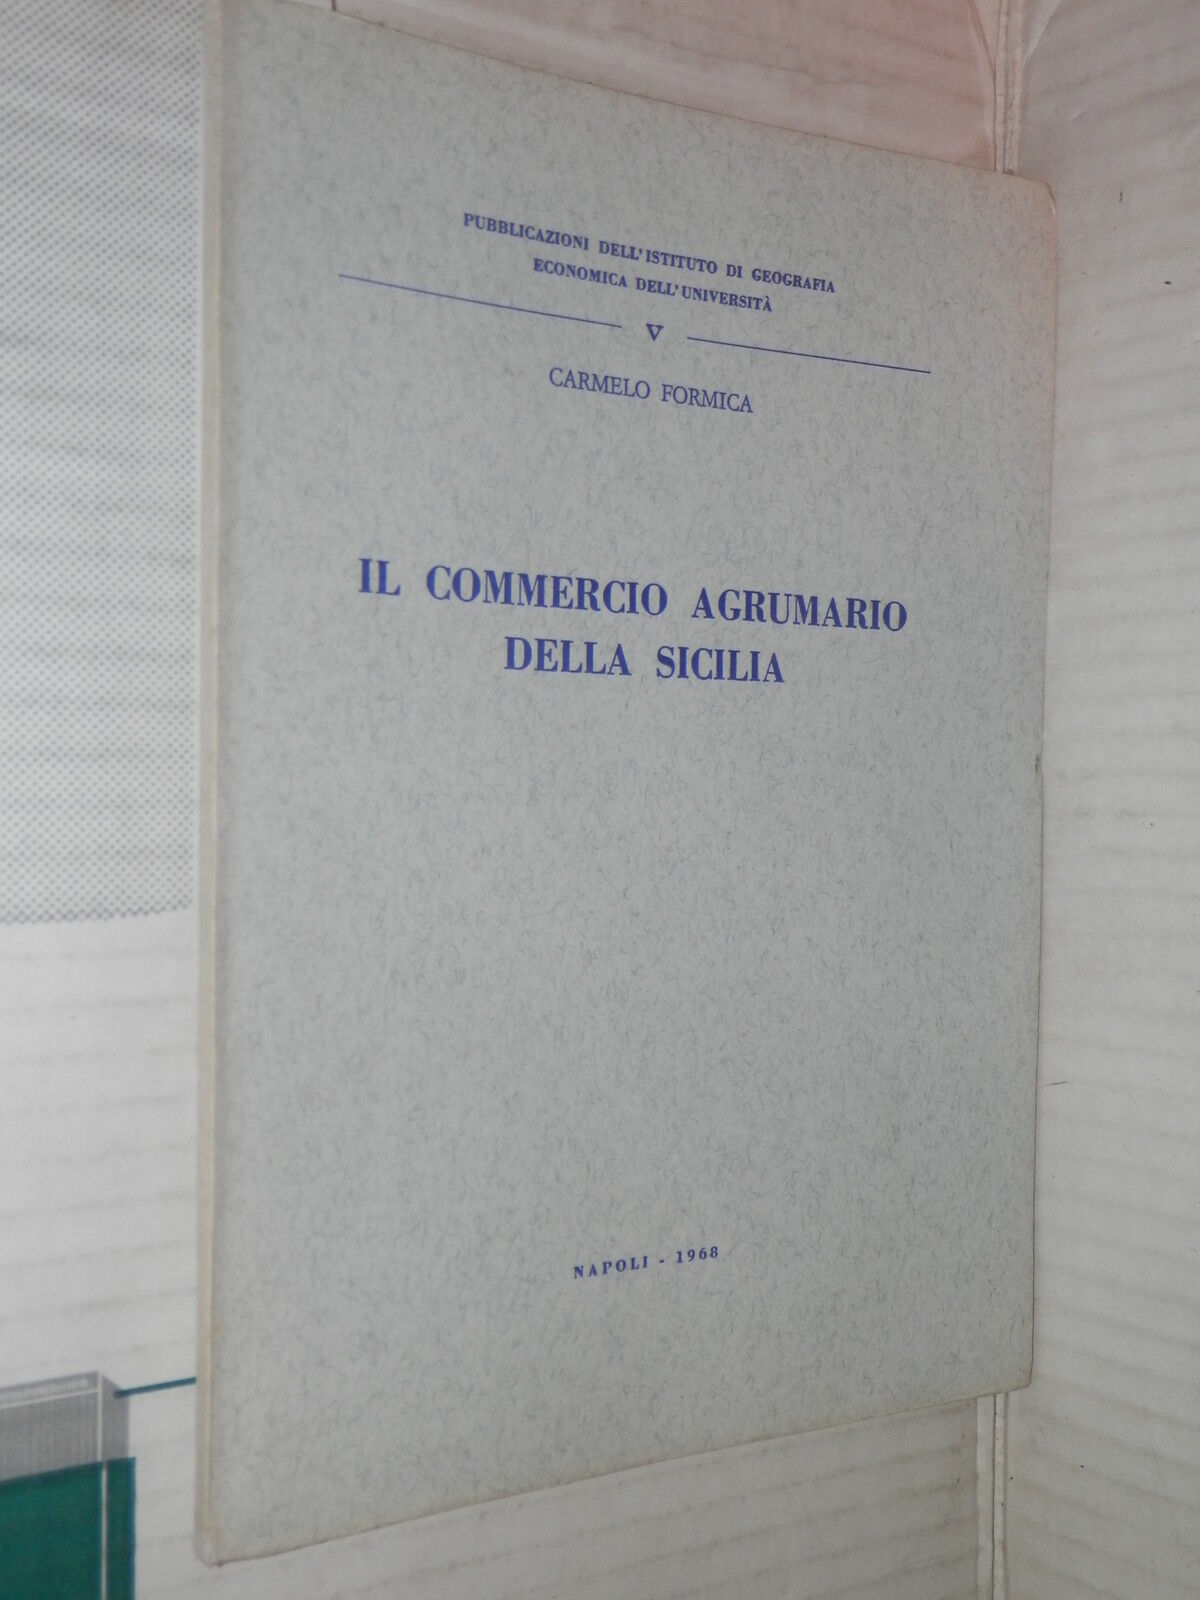 PUBBLICAZIONI DELL'ISTITUTO DI GEOGRAFIA
ECONOMICA DELL'UNIVERSITÀ
V
CARMELO FORMICA
IL COMMERCIO AGRUMARIO
DELLA SICILIA
NAPOLI - 1968